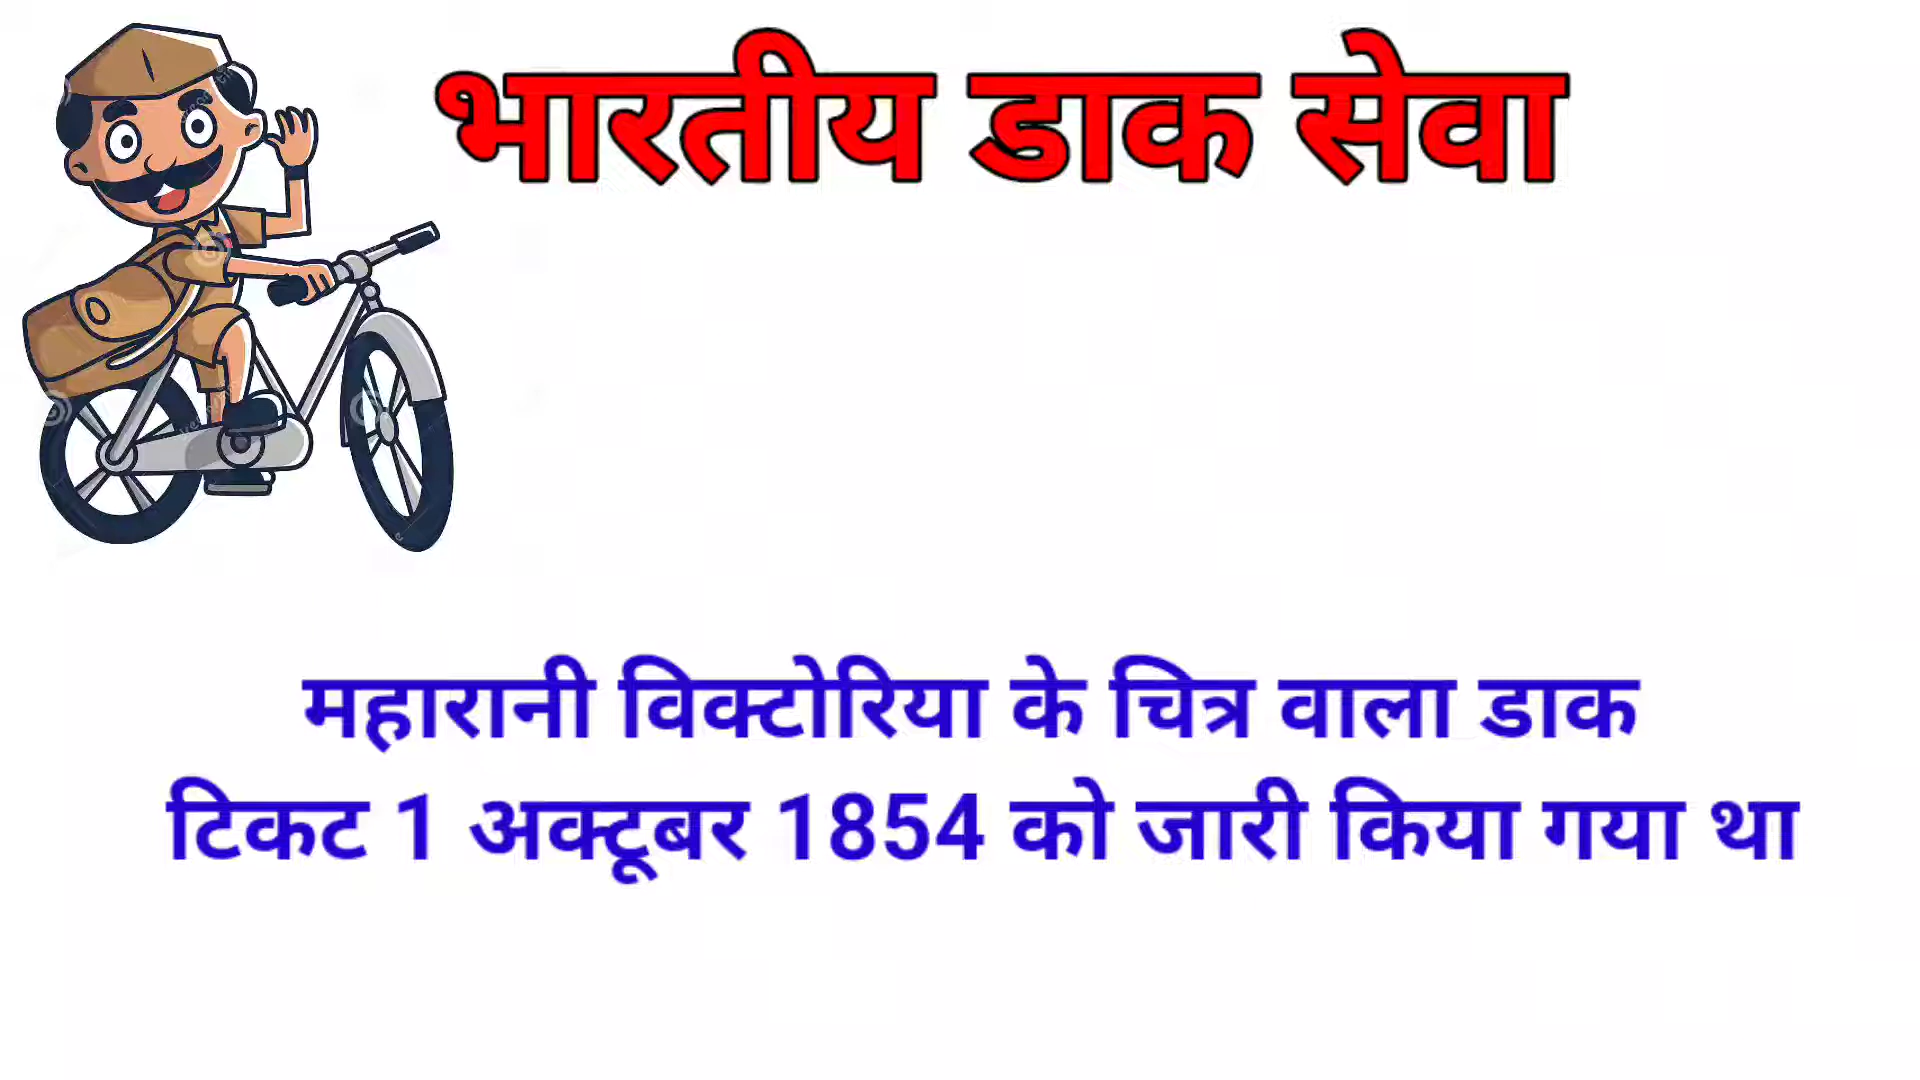 भारतीय डाक सेवा
महारानी विक्टोरिया के चित्र वाला डाक
टिकट 1 अक्टूबर 1854 को जारी किया गया था